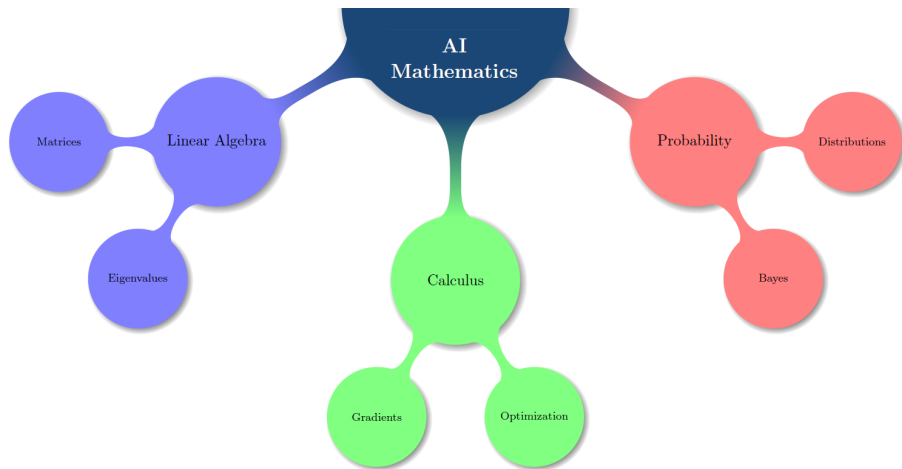 AI
Mathematics
Linear Algebra
Matrices
Eigenvalues
Calculus
Gradients
Optimization
Probability
Distributions
Bayes